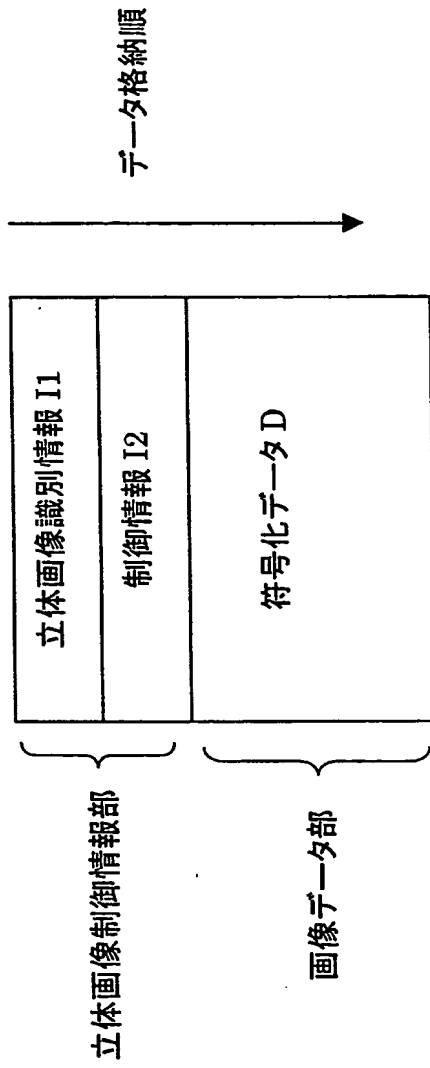 データ格納順
立体画像識別情報 I1
制御情報 I2
符号化データ D
立体画像制御情報部
画像データ部